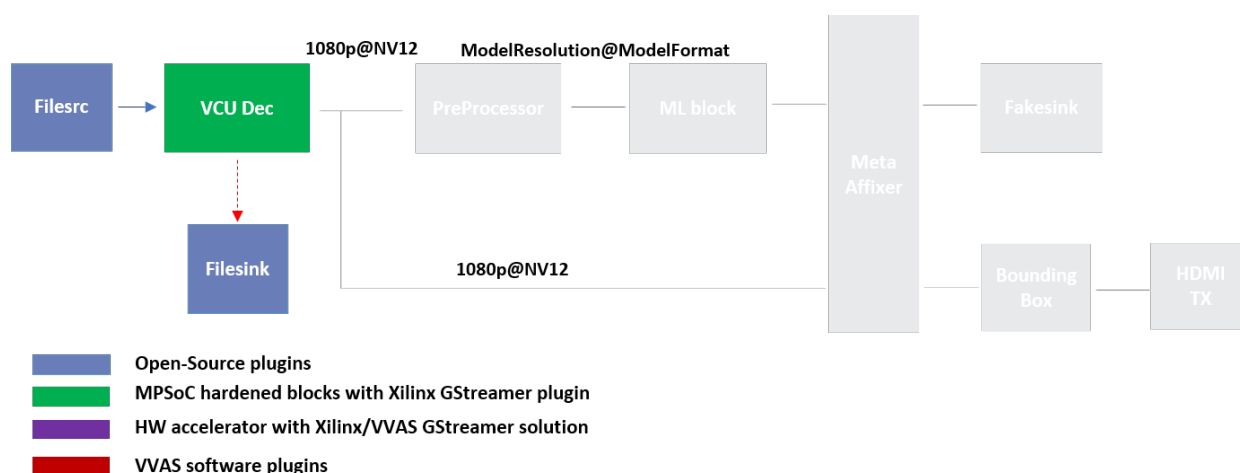 1080p@NV12
ModelResolution@ModelFormat
Filesrc
VCU Dec
PreProcessor
ML block
Fakesink
Meta
Affixer
Filesink
1080p@NV12
Bounding
Box
HDMI
TX
Open-Source plugins
MPSoC hardened blocks with Xilinx GStreamer plugin
HW accelerator with Xilinx/VVAS GStreamer solution
VVAS software plugins